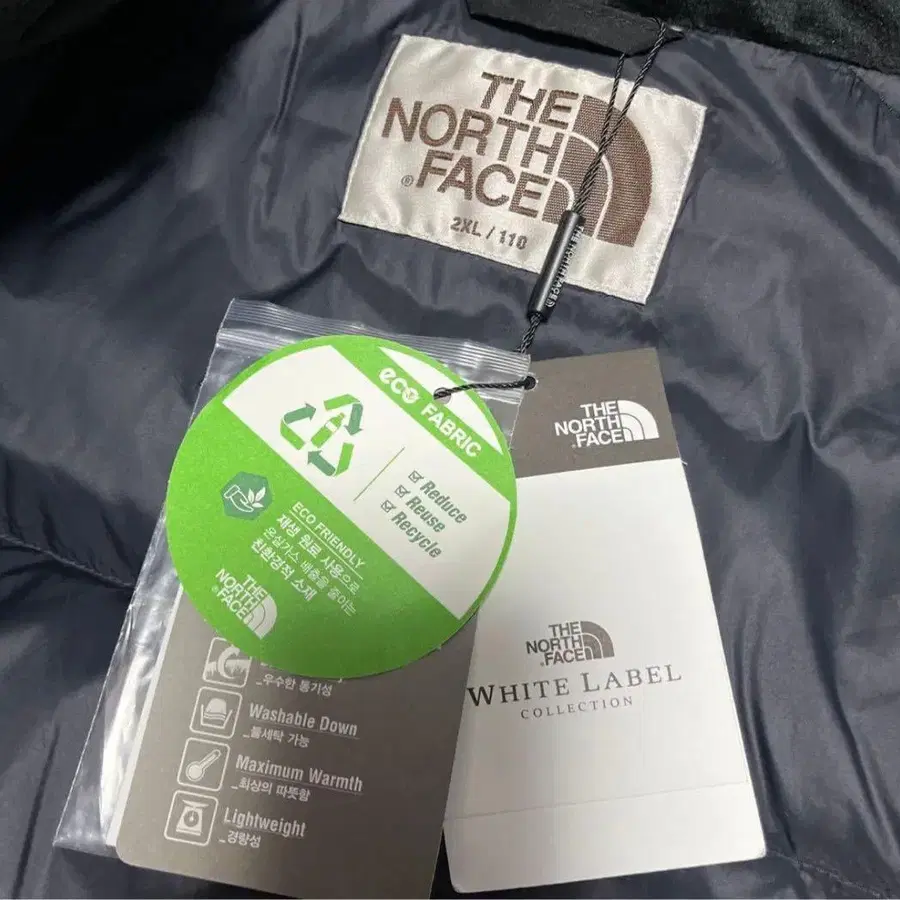 THE
NORTH
FACE
®
2XL / 110
THE NORTH FACE
eco FABRIC
Reduce
Reuse
Recycle
ECO FRIENDLY
재생 원료 사용으로
온실가스 배출을 줄이는
친환경적 소재
THE
NORTH
FACE
우수한 통기성
Washable Down
_물세탁 가능
Maximum Warmth
_최상의 따뜻함
Lightweight
_경량성
THE
NORTH
FACE
THE
NORTH
FACE
WHITE LABEL
COLLECTION